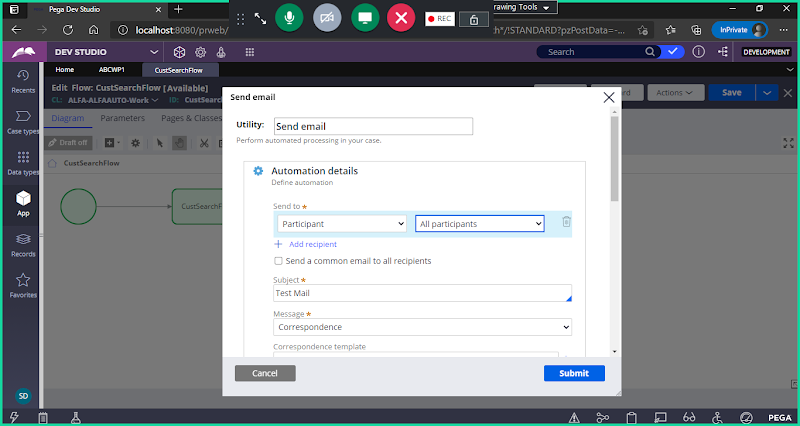 Pega Dev Studio
rawing Tools
REC
localhost:8080/prweb/
h*/!STANDARD?pzPostData=-...
InPrivate
DEV STUDIO
Search
DEVELOPMENT
Home
ABCWP1
CustSearchFlow
Recents
Case types
Data types
App
Records
Favorites
SD
Edit Flow: CustSearchFlow [Available]
CL: ALFA-ALFAAUTO-Work
ID: CustSear
rd
Actions
Save
Diagram
Parameters
Pages & Classes
Draft off
CustSearchFlow
CustSearchF
Send email
Utility:
Send email
Perform automated processing in your case.
Automation details
Define automation
Send to *
Participant
All participants
+ Add recipient
Send a common email to all recipients
Subject *
Test Mail
Message *
Correspondence
Correspondence template
Cancel
Submit
PEGA